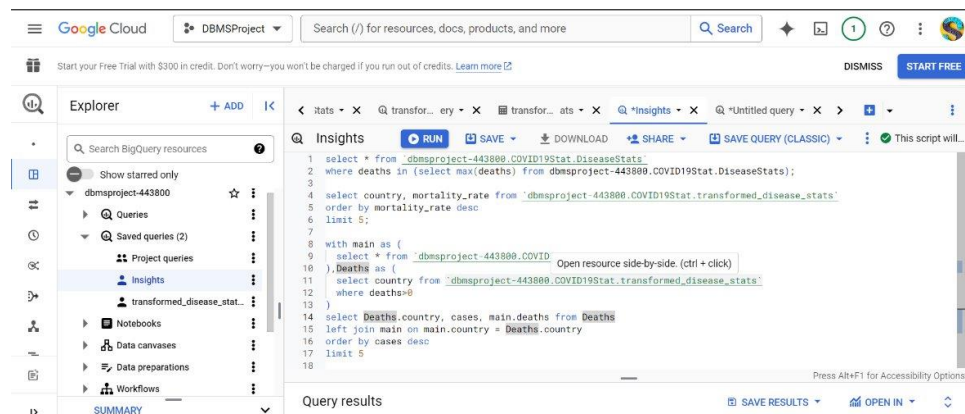 Google Cloud
DBMSProject
Search (/) for resources, docs, products, and more
Search
1
Start your Free Trial with $300 in credit. Don't worry—you won't be charged if you run out of credits. Learn more
DISMISS
START FREE
Explorer
+ ADD
Search BigQuery resources
Show starred only
dbmsproject-443800
Queries
Saved queries (2)
Project queries
Insights
transformed_disease_stat...
Notebooks
Data canvases
Data preparations
Workflows
SUMMARY
transfor... ery
transfor... ats
*Insights
*Untitled query
Insights
RUN
SAVE
DOWNLOAD
SHARE
SAVE QUERY (CLASSIC)
This script will...
1 select * from `dbmsproject-443800.COVID19Stat.DiseaseStats`
2 where deaths in (select max(deaths) from dbmsproject-443800.COVID19Stat.DiseaseStats);
3
4 select country, mortality_rate from `dbmsproject-443800.COVID19Stat.transformed_disease_stats`
5 order by mortality_rate desc
6 limit 5;
7
8 with main as (
9 select * from `dbmsproject-443800.COVID
Open resource side-by-side. (ctrl + click)
10 ),Deaths as (
11 select country from `dbmsproject-443800.COVID19Stat.transformed_disease_stats`
12 where deaths>0
13 )
14 select Deaths.country, cases, main.deaths from Deaths
15 left join main on main.country = Deaths.country
16 order by cases desc
17 limit 5
18
Press Alt+F1 for Accessibility Options
Query results
SAVE RESULTS
OPEN IN